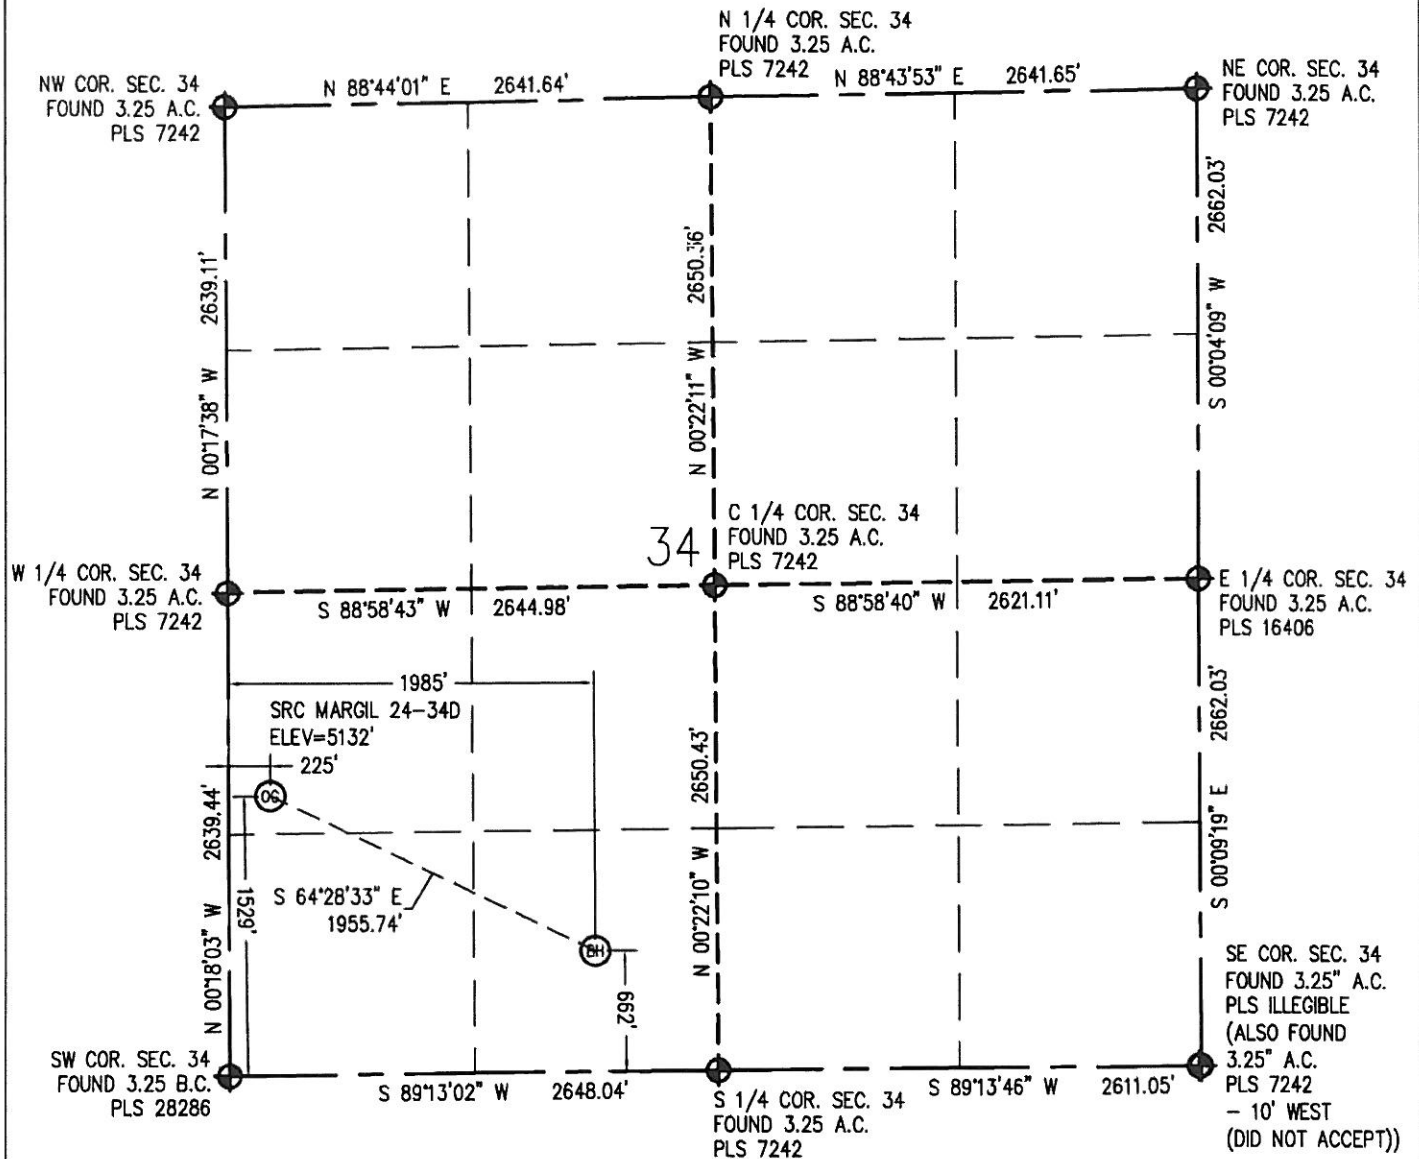 N 1/4 COR. SEC. 34
FOUND 3.25 A.C.
PLS 7242
NW COR. SEC. 34
FOUND 3.25 A.C.
PLS 7242
N 88°44'01" E 2641.64'
N 88°43'53" E 2641.65'
NE COR. SEC. 34
FOUND 3.25 A.C.
PLS 7242
N 00°17'38" W 2639.11'
N 00°22'11" W
S 00°04'09" W 2662.03'
34
C 1/4 COR. SEC. 34
FOUND 3.25 A.C.
PLS 7242
W 1/4 COR. SEC. 34
FOUND 3.25 A.C.
PLS 7242
S 88°58'43" W 2644.98'
S 88°58'40" W 2621.11'
E 1/4 COR. SEC. 34
FOUND 3.25 A.C.
PLS 16406
1985'
SRC MARGIL 24-34D
ELEV=5132'
225'
OG
N 00°18'03" W 2639.44'
1529'
S 64°28'33" E
1955.74'
BH
662'
N 00°22'10" W 2650.43'
S 00°09'19" E 2662.03'
SW COR. SEC. 34
FOUND 3.25 B.C.
PLS 28286
S 89°13'02" W 2648.04'
S 1/4 COR. SEC. 34
FOUND 3.25 A.C.
PLS 7242
S 89°13'46" W 2611.05'
SE COR. SEC. 34
FOUND 3.25" A.C.
PLS ILLEGIBLE
(ALSO FOUND
3.25" A.C.
PLS 7242
- 10' WEST
(DID NOT ACCEPT))